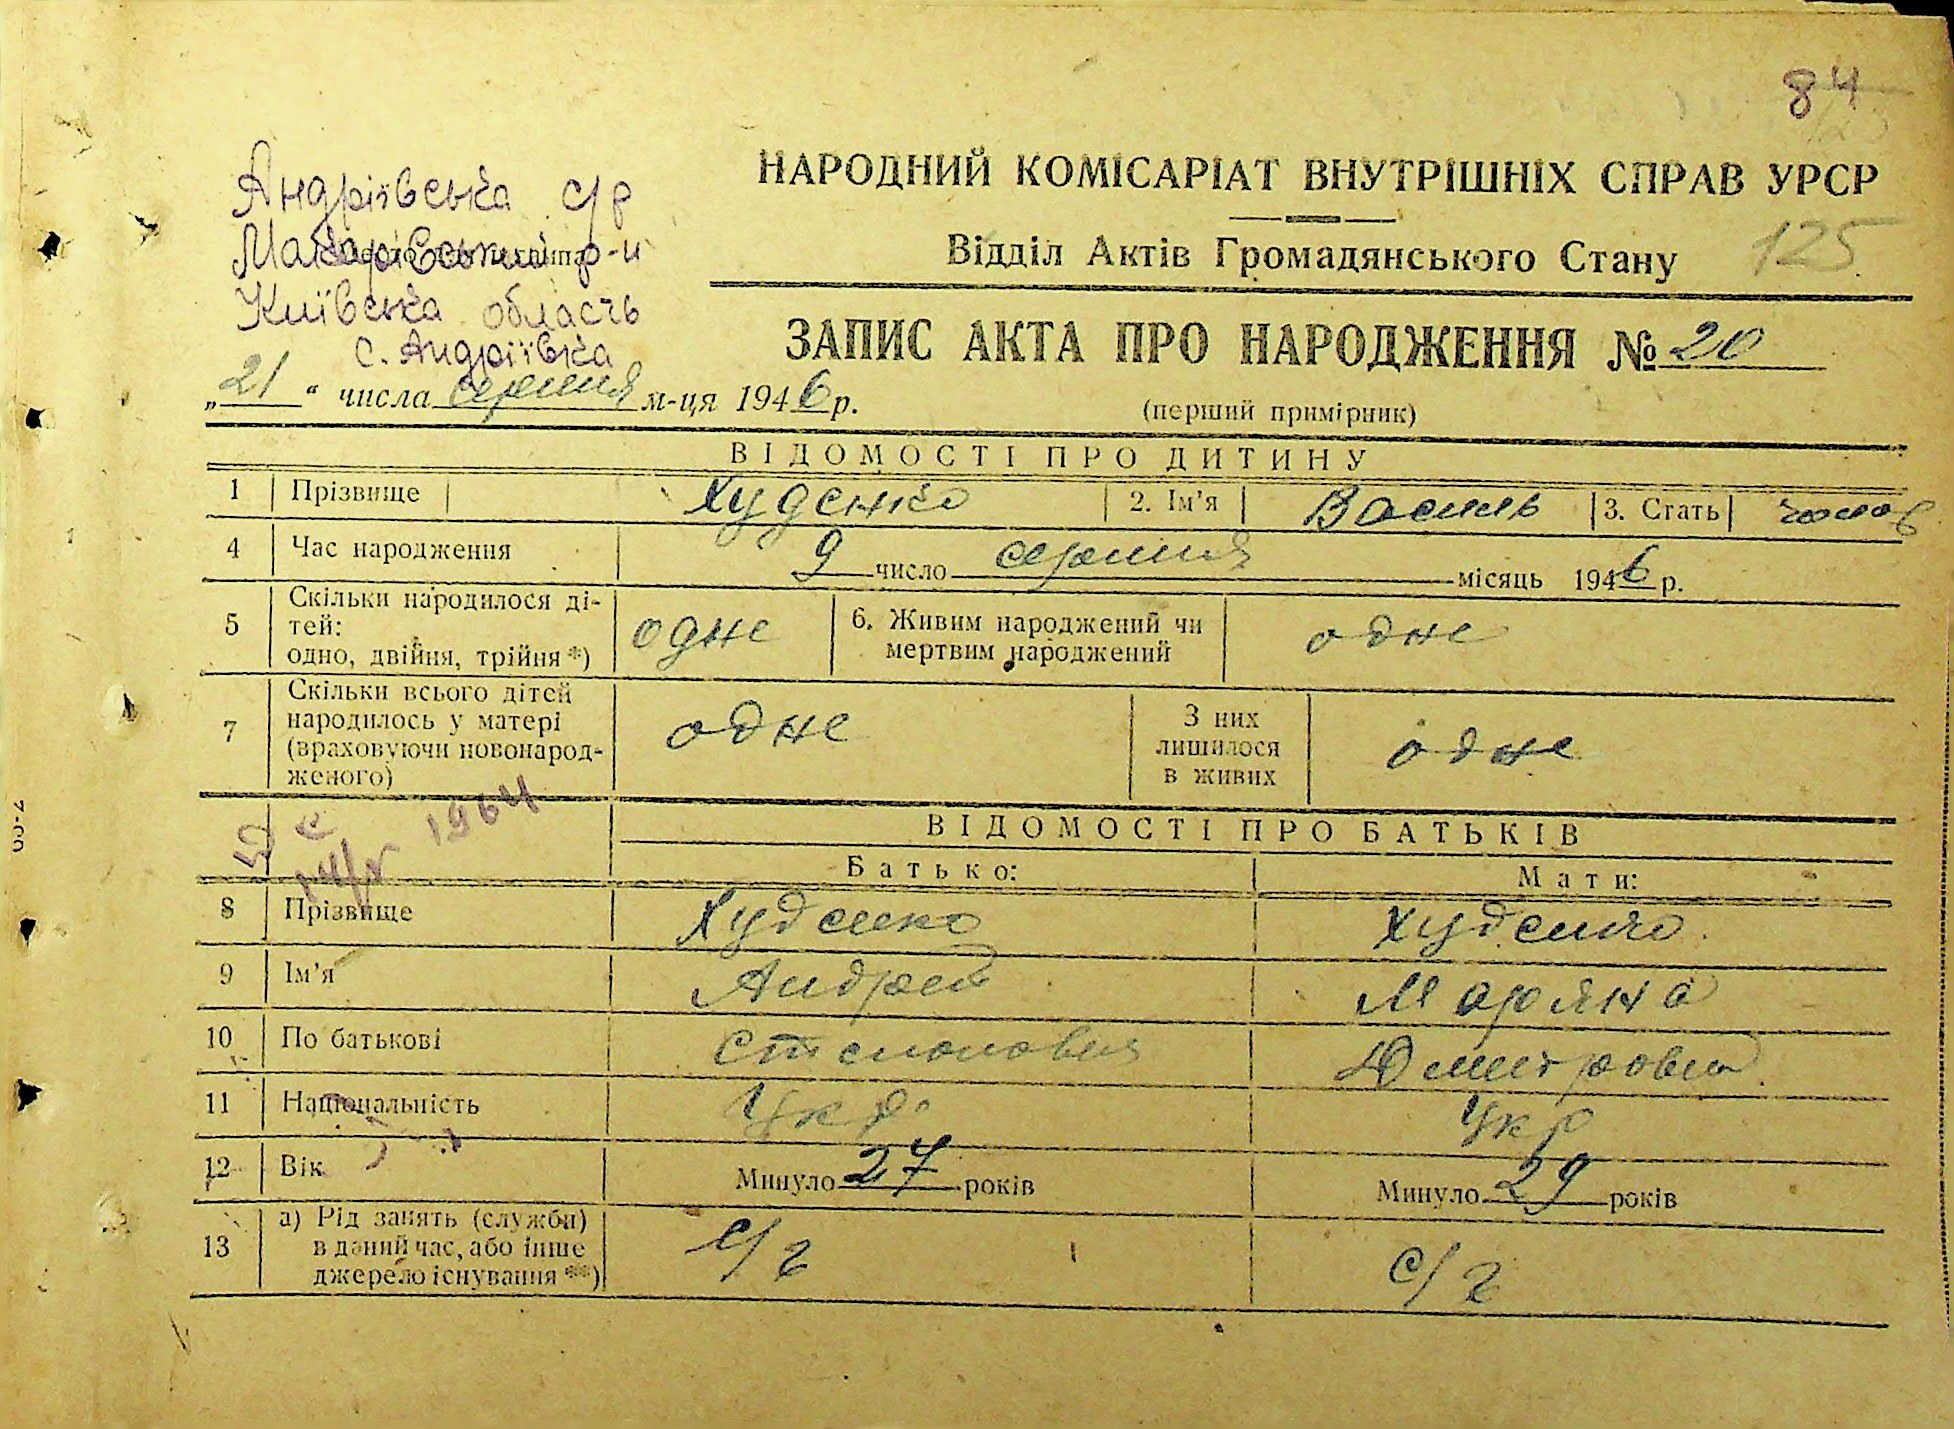 84
НАРОДНИЙ КОМІСАРІАТ ВНУТРІШНІХ СПРАВ УРСР
Відділ Актів Громадянського Стану 125
Андріївська с/р
Макарівський р-н
Київська область
с. Андріївка
ЗАПИС АКТА ПРО НАРОДЖЕННЯ № 20
„21“ числа серпня м-ця 1946 р.
(перший примірник)
ВІДОМОСТІ ПРО ДИТИНУ
1 Прізвище Худенко 2. Ім'я Василь 3. Стать чолов
4 Час народження 9 число серпня місяць 1946 р.
5 Скільки народилося ді-
тей:
одно, двійня, трійня *) одне 6. Живим народжений чи
мертвим народжений одне
7 Скільки всього дітей
народилось у матері
(враховуючи новонарод-
женого) одне З них
лишилося
в живих одне
1964
ВІДОМОСТІ ПРО БАТЬКІВ
Батько: Мати:
8 Прізвище Худенко Худенко
9 Ім'я Андрей Маряна
10 По батькові Степанович Дмитровна
11 Національність Укр. Укр
12 Вік Минуло 27 років Минуло 29 років
13 а) Рід занять (служби)
в даний час, або інше
джерело існування **) с/г с/г